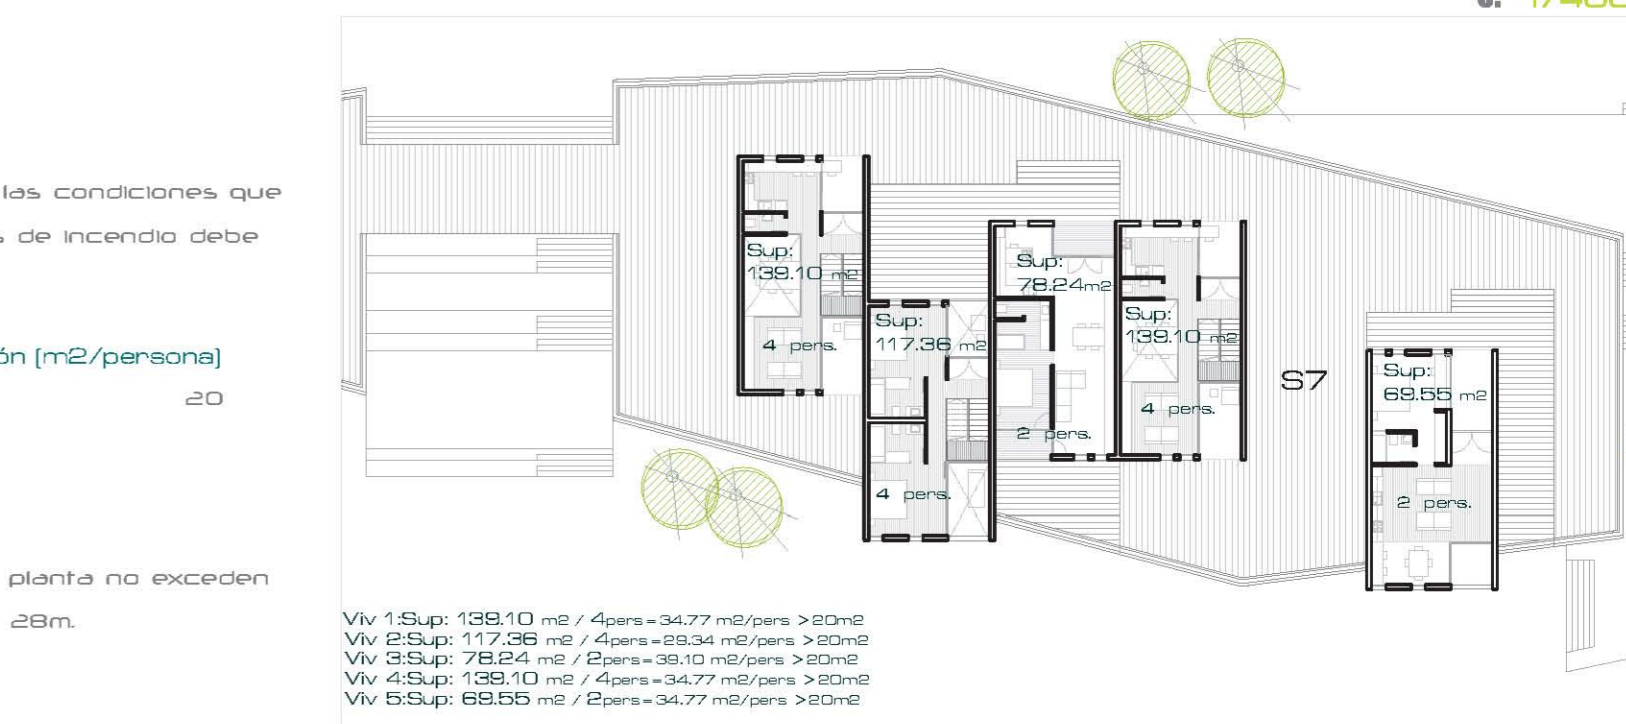 las condiciones que
de incendio debe
ón (m2/persona)
20
planta no exceden
28m.
Sup:
139.10 m2
4 pers.
Sup:
117.36 m2
4 pers.
Sup:
78.24m2
2 pers.
Sup:
139.10 m2
4 pers.
S7
Sup:
69.55 m2
2 pers.
Viv 1:Sup: 139.10 m2 / 4pers=34.77 m2/pers >20m2
Viv 2:Sup: 117.36 m2 / 4pers=29.34 m2/pers >20m2
Viv 3:Sup: 78.24 m2 / 2pers=39.10 m2/pers >20m2
Viv 4:Sup: 139.10 m2 / 4pers=34.77 m2/pers >20m2
Viv 5:Sup: 69.55 m2 / 2pers=34.77 m2/pers >20m2